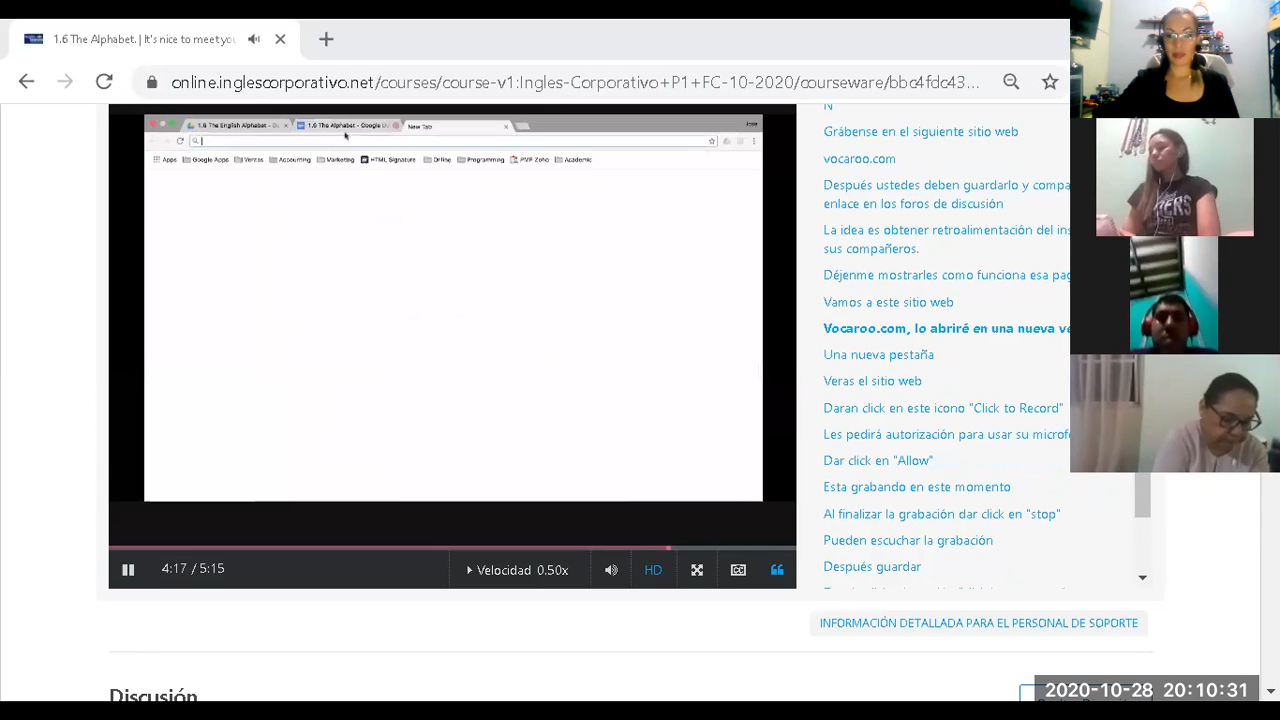 1.6 The Alphabet. | It's nice to meet you
online.inglescorporativo.net/courses/course-v1:Ingles-Corporativo+P1+FC-10-2020/courseware/bbc4fdc43...
1.6 The English Alphabet - G
1.6 The Alphabet - Google
New Tab
Apps Google Apps Ventas Accounting Marketing HTML Signature Online Programming PMP Zoho Academic
N
Grábense en el siguiente sitio web
vocaroo.com
Después ustedes deben guardarlo y compa
enlace en los foros de discusión
La idea es obtener retroalimentación del ins
sus compañeros.
Déjenme mostrarles como funciona esa pag
Vamos a este sitio web
Vocaroo.com, lo abriré en una nueva ve
Una nueva pestaña
Veras el sitio web
Daran click en este icono "Click to Record"
Les pedirá autorización para usar su microfo
Dar click en "Allow"
Esta grabando en este momento
Al finalizar la grabación dar click en "stop"
Pueden escuchar la grabación
Después guardar
4:17 / 5:15
Velocidad 0.50x
HD
INFORMACIÓN DETALLADA PARA EL PERSONAL DE SOPORTE
Discusión
2020-10-28 20:10:31